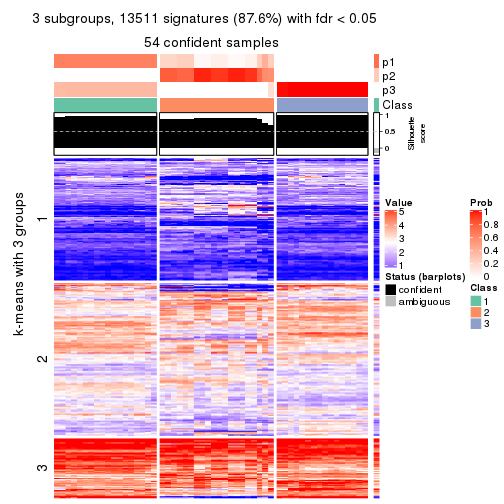 3 subgroups, 13511 signatures (87.6%) with fdr < 0.05
54 confident samples
p1
p2
p3
Class
1
0.5
0
Silhouette
score
k-means with 3 groups
1
2
3
Value
5
4
3
2
1
Status (barplots)
confident
ambiguous
Prob
1
0.8
0.6
0.4
0.2
0
Class
1
2
3